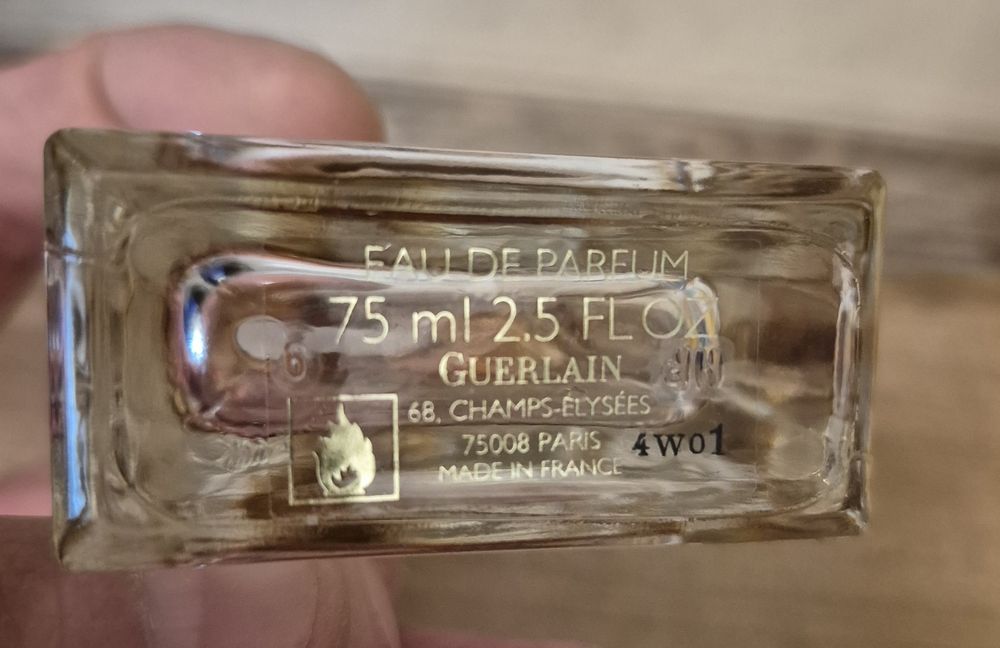 EAU DE PARFUM
75 ml 2.5 FL OZ
GUERLAIN
68, CHAMPS-ÉLYSÉES
75008 PARIS
MADE IN FRANCE
4W01
6